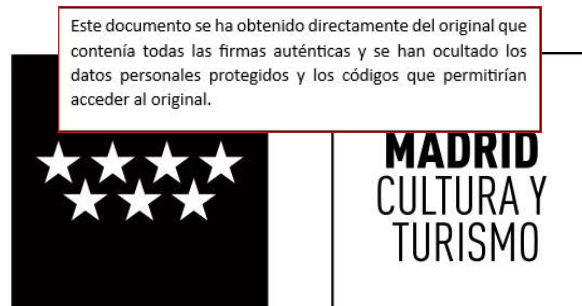 Este documento se ha obtenido directamente del original que
contenía todas las firmas auténticas y se han ocultado los
datos personales protegidos y los códigos que permitirían
acceder al original.
MADRID
CULTURA Y
TURISMO